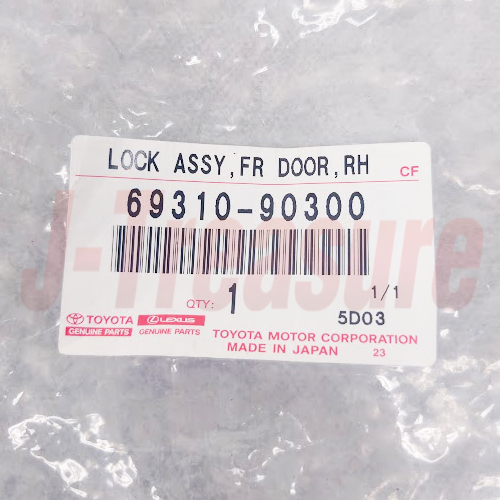 LOCK ASSY,FR DOOR,RH CF
69310-90300
J-Treasure
QTY: 1 1/1
5D03
TOYOTA LEXUS
GENUINE PARTS GENUINE PARTS
TOYOTA MOTOR CORPORATION
MADE IN JAPAN 23